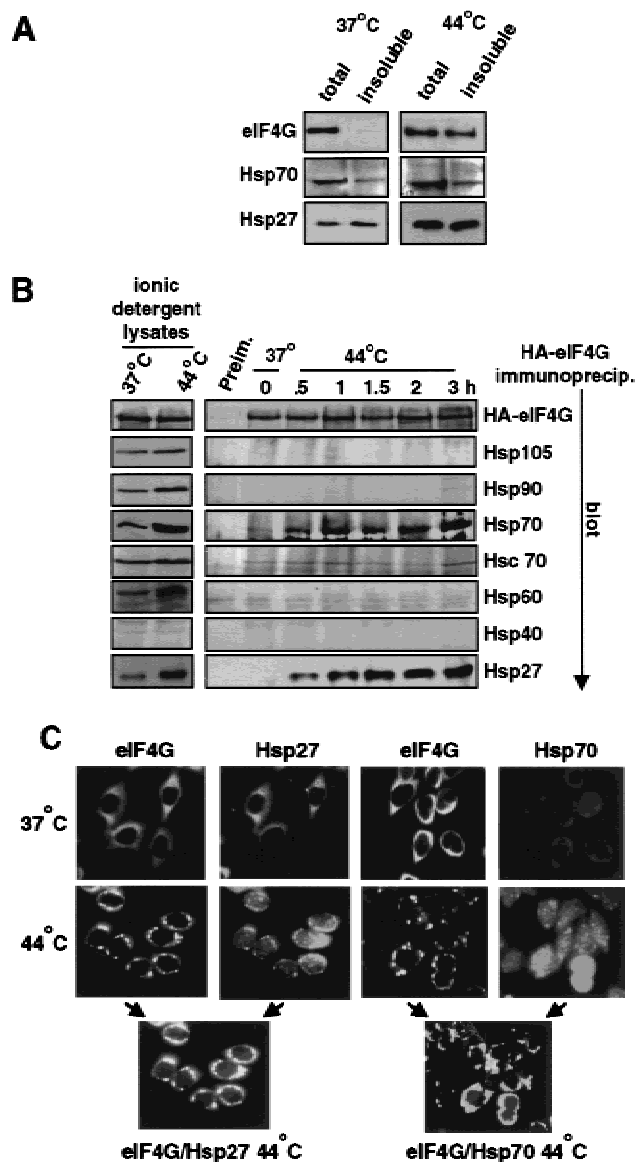 A
37°C 44°C
total insoluble total insoluble
eIF4G
Hsp70
Hsp27
B
ionic
detergent
lysates
37°C 44°C Preim. 37° 44°C HA-eIF4G
0 .5 1 1.5 2 3 h immunoprecip.
HA-eIF4G
Hsp105
Hsp90
Hsp70
Hsc 70
Hsp60
Hsp40
Hsp27
blot
C
eIF4G Hsp27 eIF4G Hsp70
37°C
44°C
eIF4G/Hsp27 44°C eIF4G/Hsp70 44°C